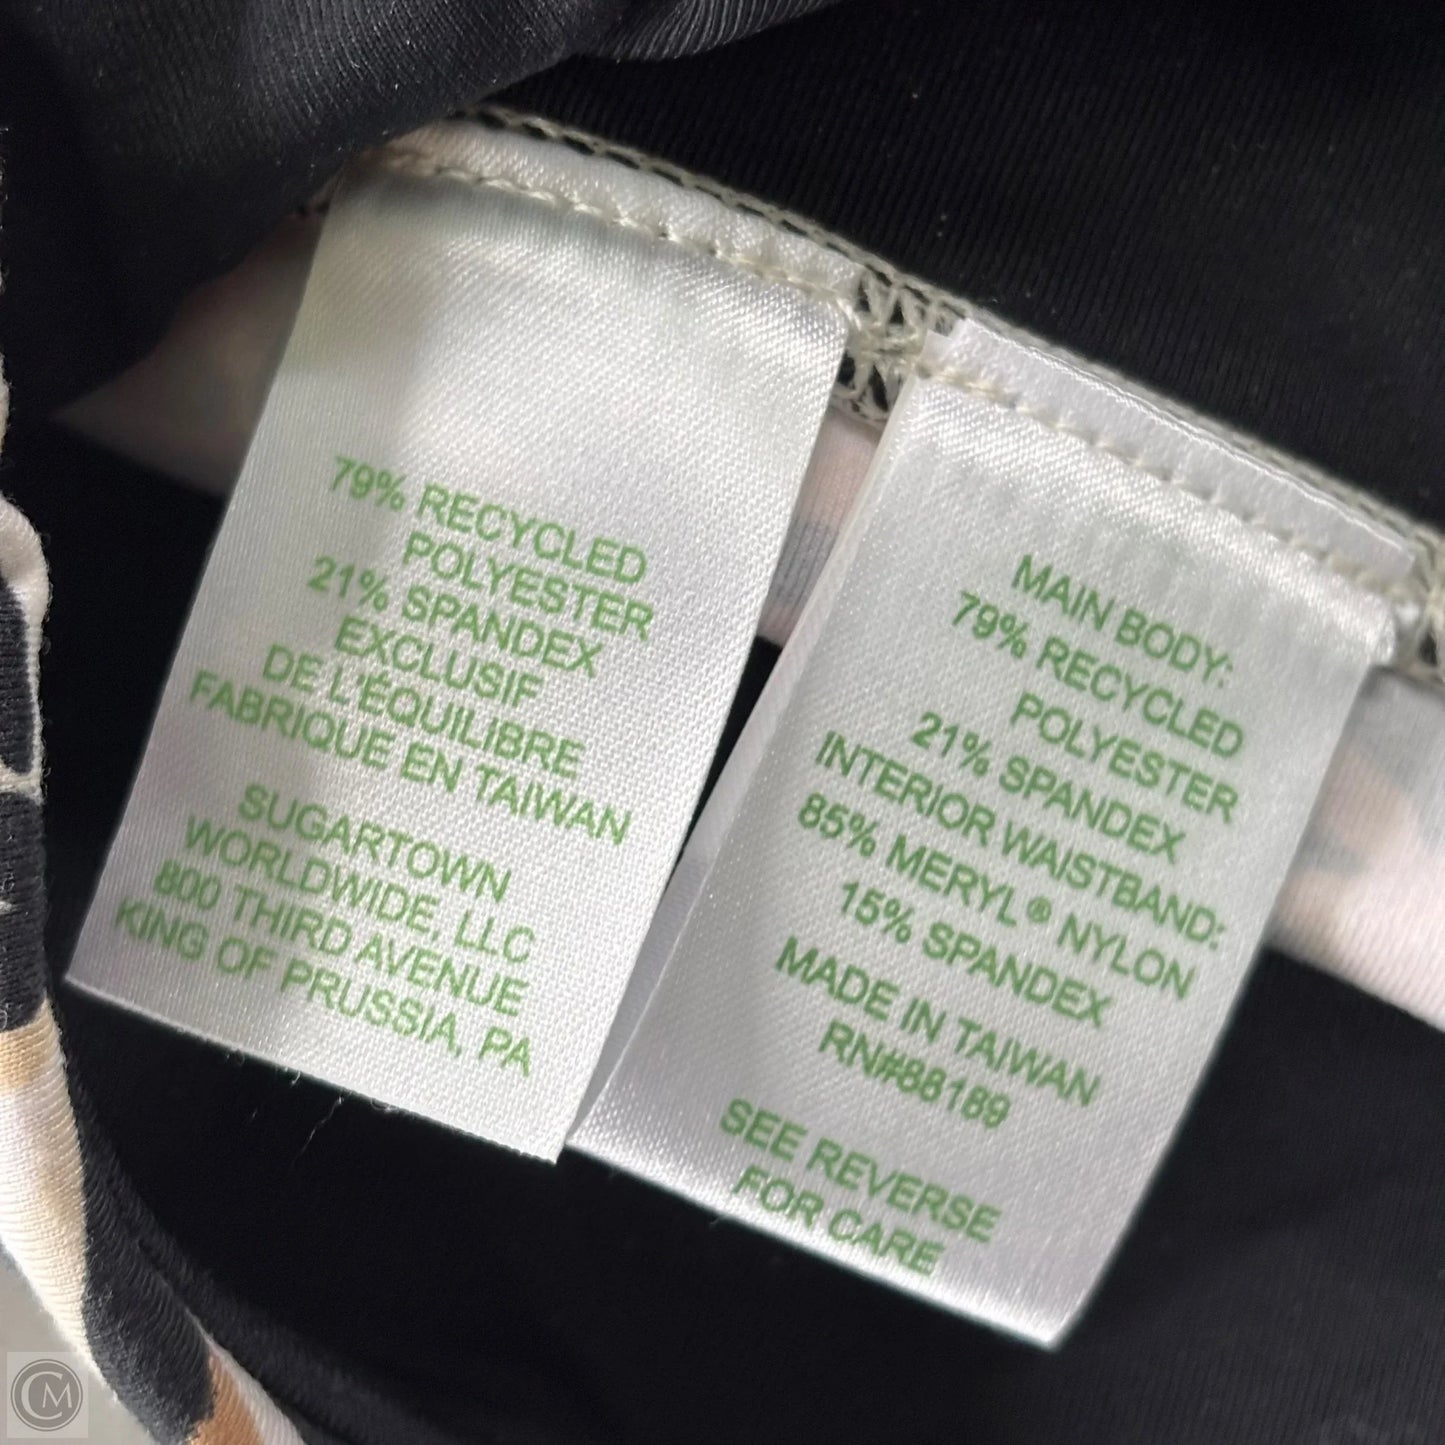 79% RECYCLED
POLYESTER
21% SPANDEX
EXCLUSIF
DE L'ÉQUILIBRE
FABRIQUE EN TAIWAN
SUGARTOWN
WORLDWIDE, LLC
800 THIRD AVENUE
KING OF PRUSSIA, PA
MAIN BODY:
79% RECYCLED
POLYESTER
21% SPANDEX
INTERIOR WAISTBAND:
85% MERYL® NYLON
15% SPANDEX
MADE IN TAIWAN
RN#88189
SEE REVERSE
FOR CARE
CM